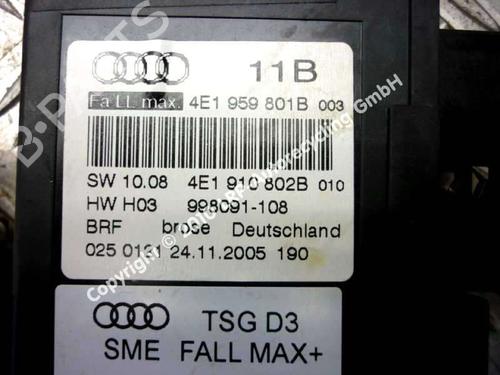 11B
Fa LL max. 4E1 959 801B 003
SW 10.08 4E1 910 802B 010
HW H03 998091-108
BRF brose Deutschland
025 0131 24.11.2005 190
TSG D3
SME FALL MAX+
B-PARTS